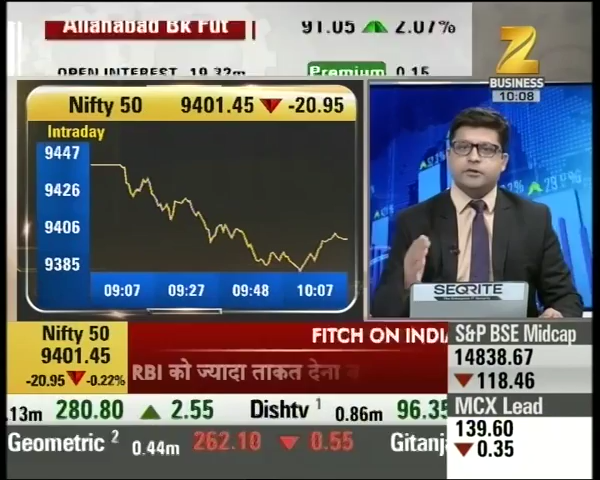 Allahabad Bk Fut 91.05 2.07%
OPEN INTEREST 19.32m Premium 0.15
Z
BUSINESS
10:08
Nifty 50 9401.45 -20.95
Intraday
9447
9426
9406
9385
09:07 09:27 09:48 10:07
SEQRITE
Nifty 50
9401.45
-20.95 -0.22%
FITCH ON INDI
RBI को ज्यादा ताकत देना
S&P BSE Midcap
14838.67
118.46
MCX Lead
139.60
0.35
.13m 280.80 2.55 Dishtv 1 0.86m 96.35
Geometric 2 0.44m 262.10 0.55 Gitanj